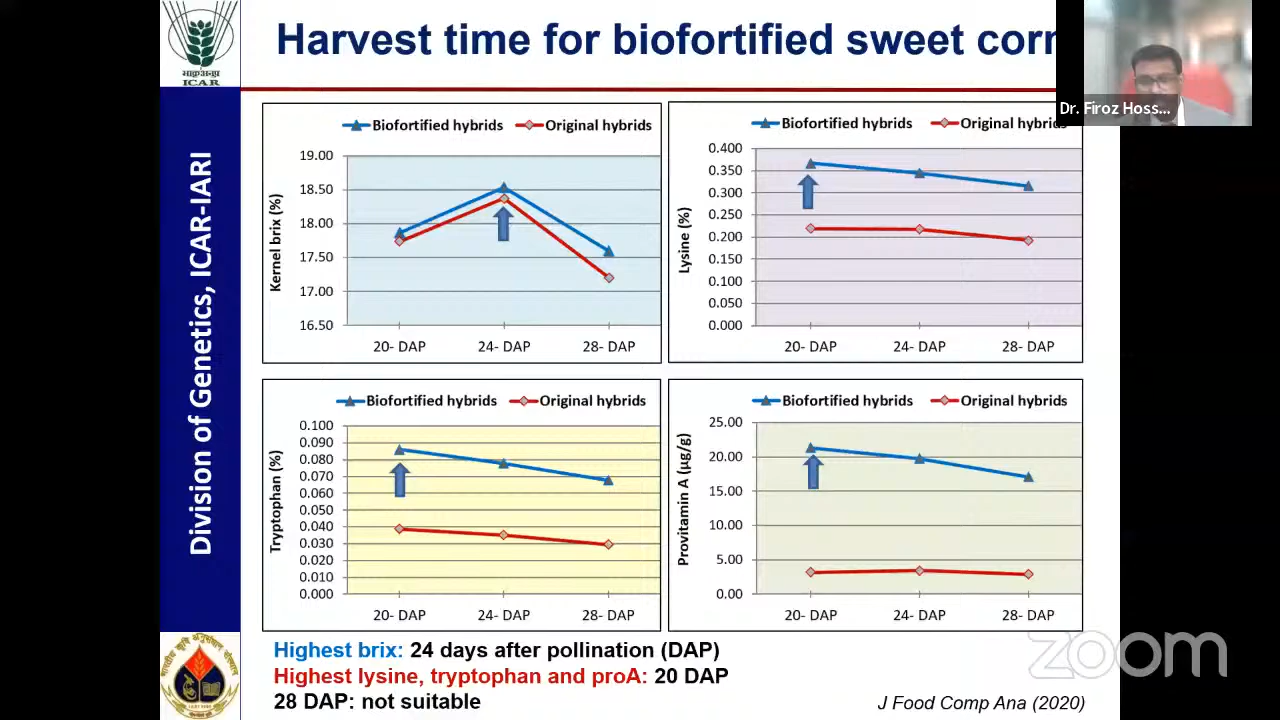 Harvest time for biofortified sweet corn
Dr. Firoz Hoss...
ICAR
Division of Genetics, ICAR-IARI
Biofortified hybrids
Original hybrids
Kernel brix (%)
19.00
18.50
18.00
17.50
17.00
16.50
20- DAP
24- DAP
28- DAP
Biofortified hybrids
Original hybrids
Lysine (%)
0.400
0.350
0.300
0.250
0.200
0.150
0.100
0.050
0.000
20- DAP
24- DAP
28- DAP
Biofortified hybrids
Original hybrids
Tryptophan (%)
0.100
0.090
0.080
0.070
0.060
0.050
0.040
0.030
0.020
0.010
0.000
20- DAP
24- DAP
28- DAP
Biofortified hybrids
Original hybrids
Provitamin A (µg/g)
25.00
20.00
15.00
10.00
5.00
0.00
20- DAP
24- DAP
28- DAP
Highest brix: 24 days after pollination (DAP)
Highest lysine, tryptophan and proA: 20 DAP
28 DAP: not suitable
J Food Comp Ana (2020)
zoom